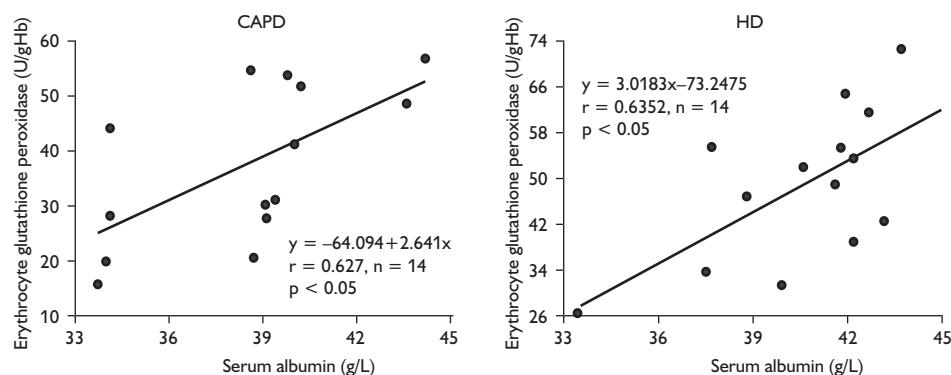 CAPD
Erythrocyte glutathione peroxidase (U/gHb)
60
50
40
30
20
10
33
36
39
42
45
Serum albumin (g/L)
y = –64.094+2.641x
r = 0.627, n = 14
p < 0.05
HD
Erythrocyte glutathione peroxidase (U/gHb)
74
66
58
50
42
34
26
33
36
39
42
45
Serum albumin (g/L)
y = 3.0183x–73.2475
r = 0.6352, n = 14
p < 0.05